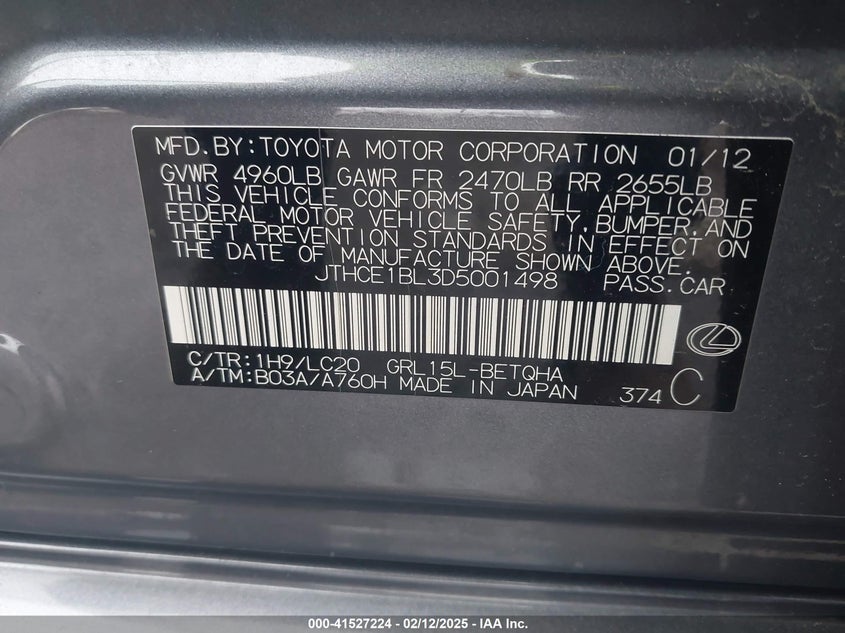 MFD.BY:TOYOTA MOTOR CORPORATION 01/12
GVWR 4960LB GAWR FR 2470LB RR 2655LB
THIS VEHICLE CONFORMS TO ALL APPLICABLE
FEDERAL MOTOR VEHICLE SAFETY,BUMPER,AND
THEFT PREVENTION STANDARDS IN EFFECT ON
THE DATE OF MANUFACTURE SHOWN ABOVE.
JTHCE1BL3D5001498 PASS.CAR
C/TR:1H9/LC20 GRL15L-BETQHA
A/TM:B03A/A760H MADE IN JAPAN 374 C
000-41527224 - 02/12/2025 - IAA Inc.